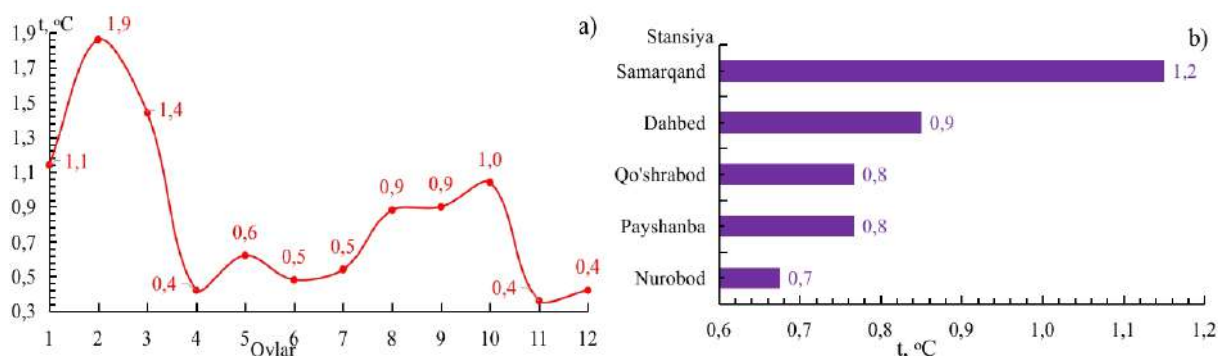 t, °C
a)
1,9
1,7
1,5
1,3
1,1
0,9
0,7
0,5
0,3
1,1
1,9
1,4
0,4
0,6
0,5
0,5
0,9
0,9
1,0
0,4
0,4
1 2 3 4 5 6 7 8 9 10 11 12
Oylar
Stansiya
b)
Samarqand 1,2
Dahbed 0,9
Qo'shrabod 0,8
Payshanba 0,8
Nurobod 0,7
0,6 0,7 0,8 0,9 1,0 1,1 1,2
t, °C